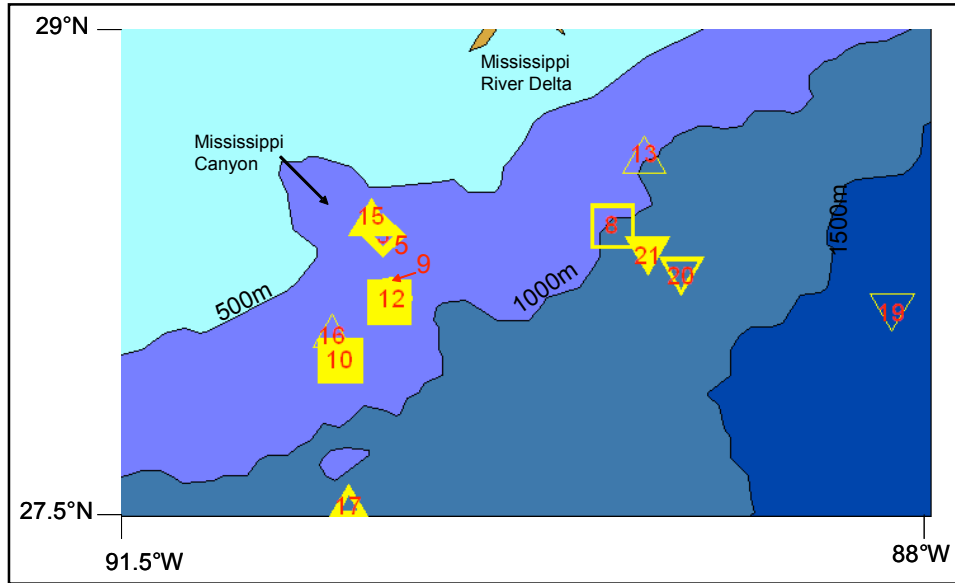 29°N
Mississippi
River Delta
Mississippi
Canyon
13
15
8
5
21
9
20
1500m
1000m
12
500m
19
16
10
17
27.5°N
91.5°W
88°W